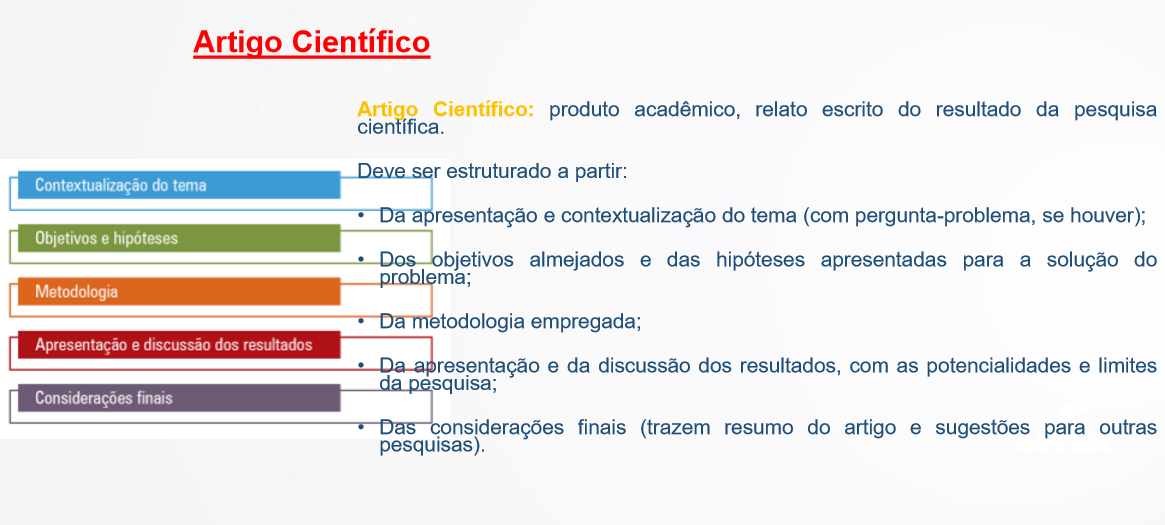 Artigo Científico
Artigo Científico: produto acadêmico, relato escrito do resultado da pesquisa
científica.
Deve ser estruturado a partir:
• Da apresentação e contextualização do tema (com pergunta-problema, se houver);
• Dos objetivos almejados e das hipóteses apresentadas para a solução do
problema;
• Da metodologia empregada;
• Da apresentação e da discussão dos resultados, com as potencialidades e limites
da pesquisa;
• Das considerações finais (trazem resumo do artigo e sugestões para outras
pesquisas).
Contextualização do tema
Objetivos e hipóteses
Metodologia
Apresentação e discussão dos resultados
Considerações finais